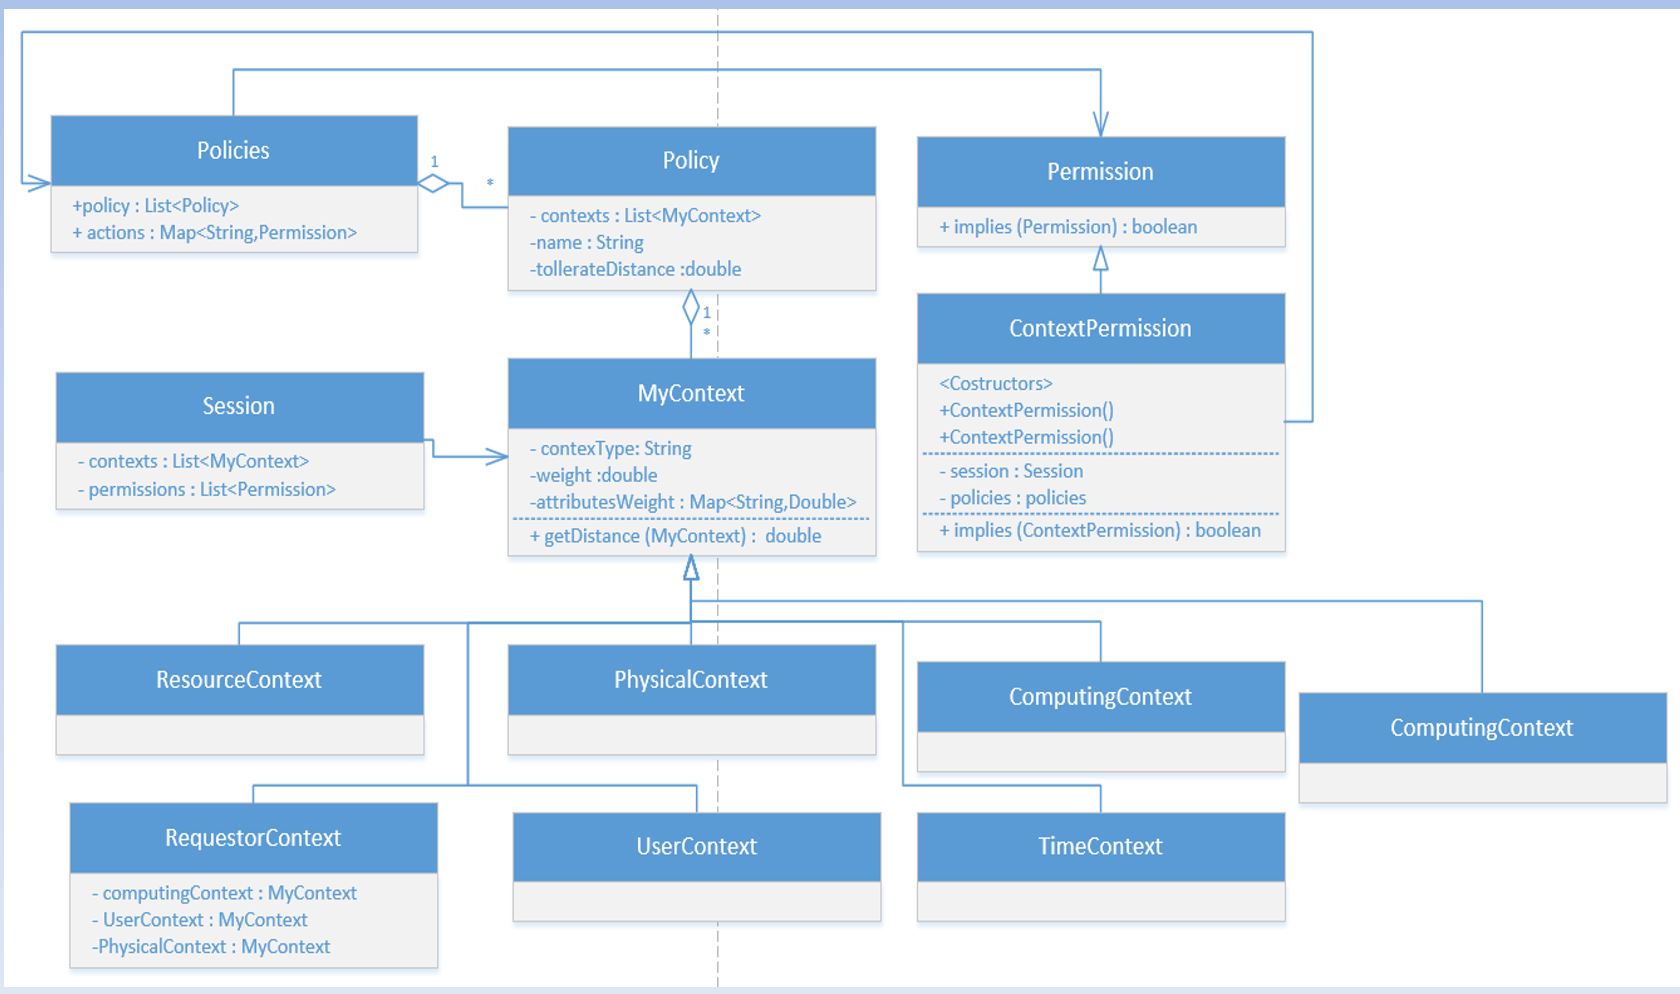 Policies
+policy : List<Policy>
+ actions : Map<String,Permission>
1
*
Policy
- contexts : List<MyContext>
-name : String
-tollerateDistance :double
1
*
Permission
+ implies (Permission) : boolean
ContextPermission
<Costructors>
+ContextPermission()
+ContextPermission()
- session : Session
- policies : policies
+ implies (ContextPermission) : boolean
Session
- contexts : List<MyContext>
- permissions : List<Permission>
MyContext
- contexType: String
-weight :double
-attributesWeight : Map<String,Double>
+ getDistance (MyContext) :  double
ResourceContext
PhysicalContext
ComputingContext
ComputingContext
RequestorContext
- computingContext : MyContext
- UserContext : MyContext
-PhysicalContext : MyContext
UserContext
TimeContext